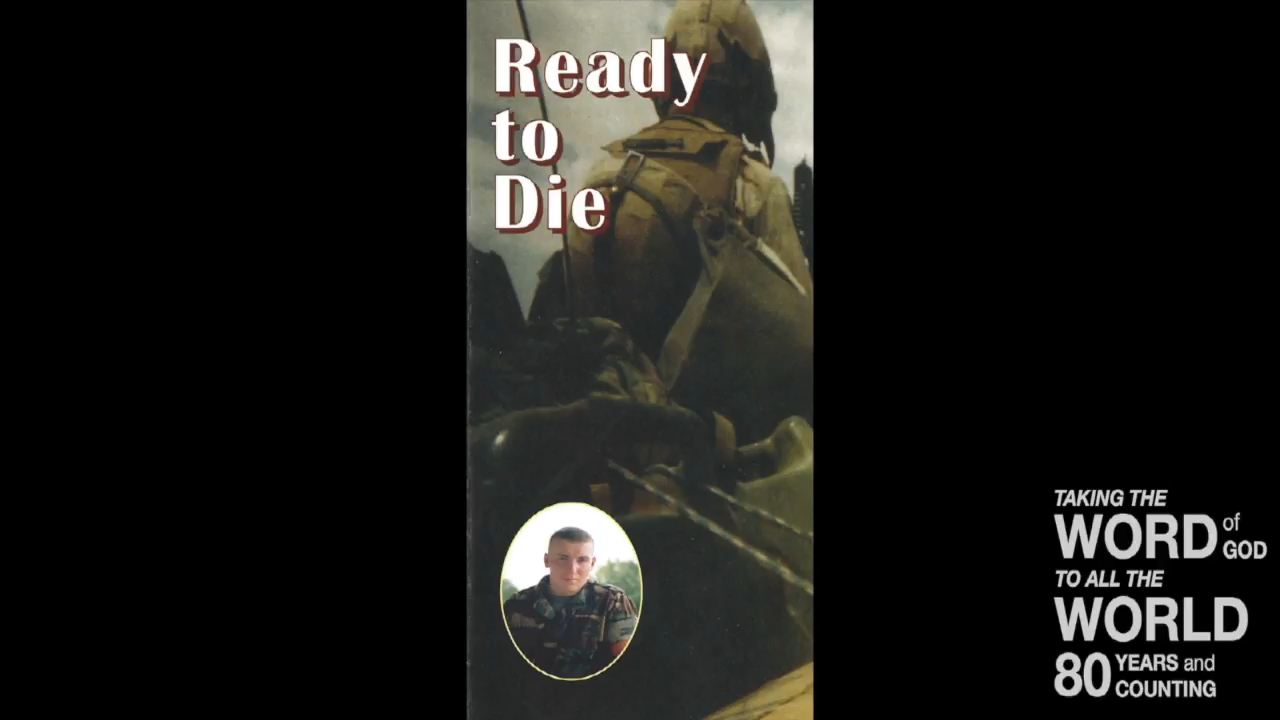 Ready
to
Die
TAKING THE
WORD of GOD
TO ALL THE
WORLD
80 YEARS and
COUNTING